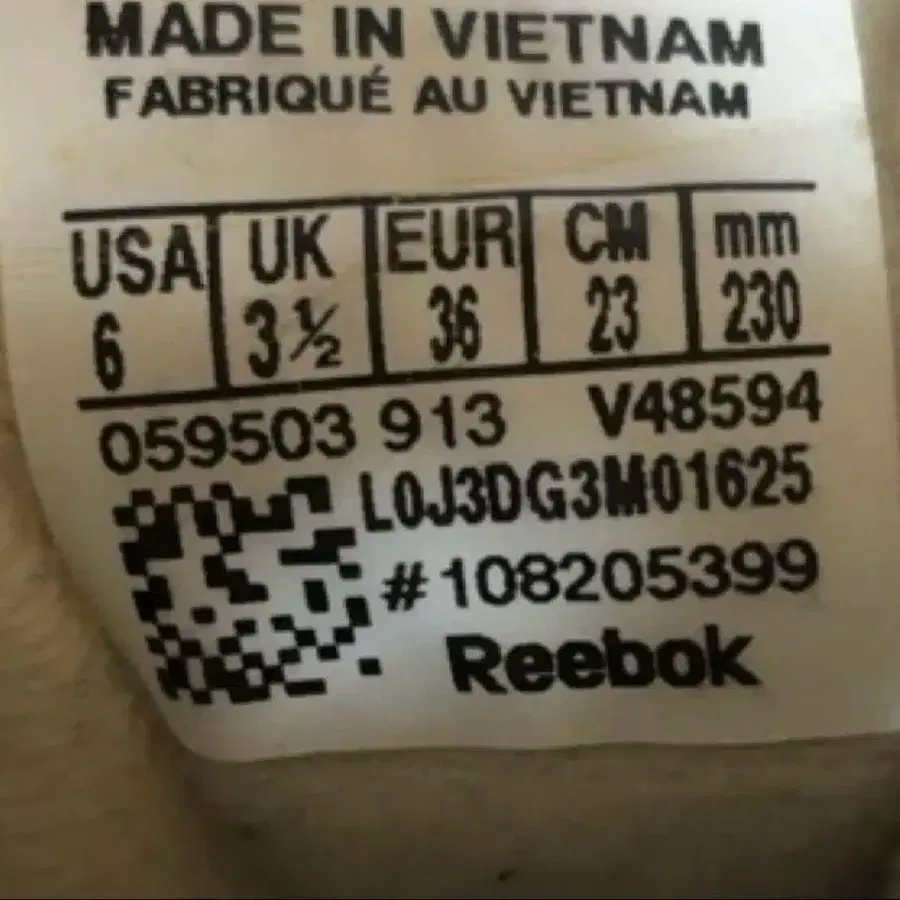 MADE IN VIETNAM
FABRIQUÉ AU VIETNAM
USA UK EUR CM mm
6 3½ 36 23 230
059503 913 V48594
L0J3DG3M01625
#108205399
Reebok